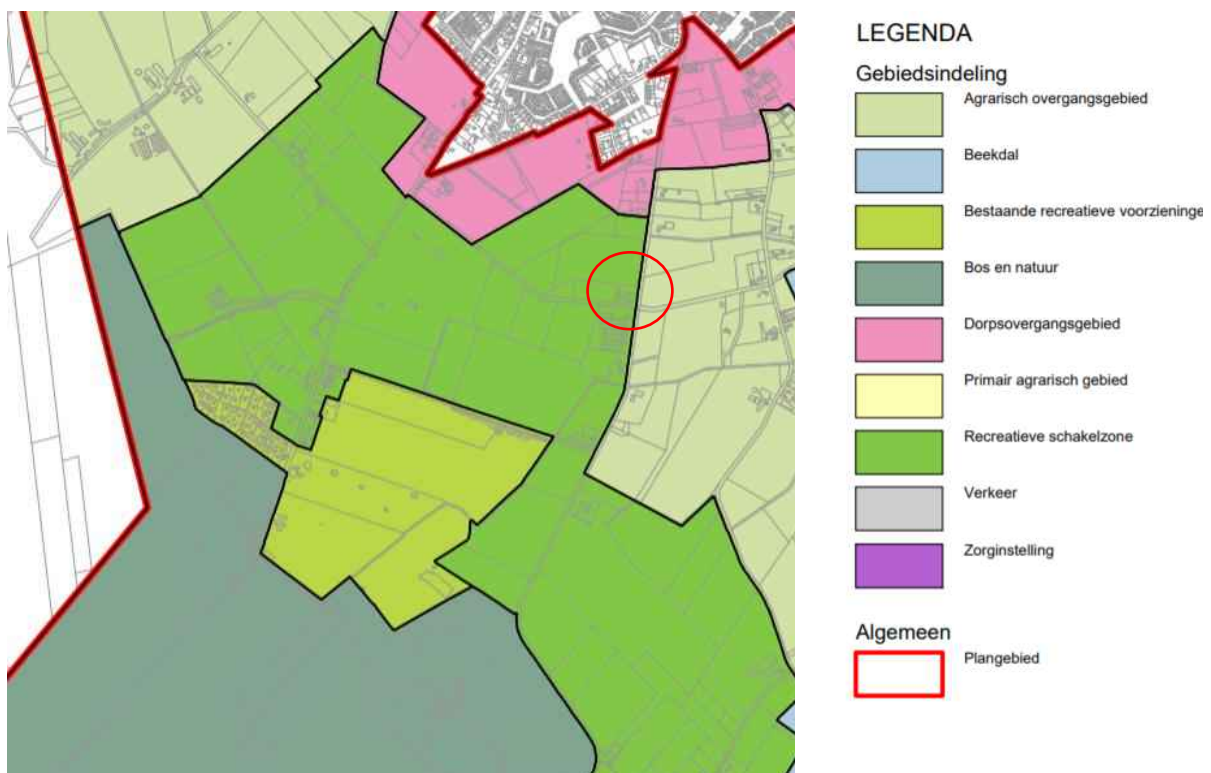 LEGENDA
Gebiedsindeling
Agrarisch overgangsgebied
Beekdal
Bestaande recreatieve voorzieninge
Bos en natuur
Dorpsovergangsgebied
Primair agrarisch gebied
Recreatieve schakelzone
Verkeer
Zorginstelling
Algemeen
Plangebied